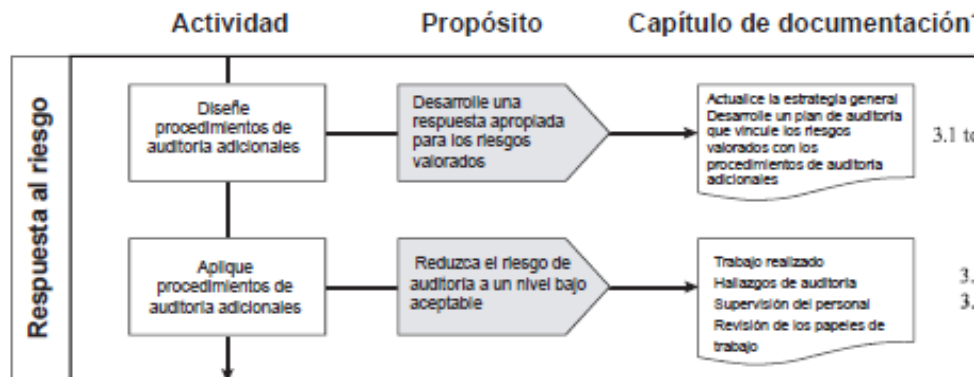 Actividad
Propósito
Capítulo de documentación
Respuesta al riesgo
Diseñe
procedimientos de
auditoría adicionales
Desarrolle una
respuesta apropiada
para los riesgos
valorados
Actualice la estrategia general
Desarrolle un plan de auditoría
que vincule los riesgos
valorados con los
procedimientos de auditoría
adicionales
3.1
Aplique
procedimientos de
auditoría adicionales
Reduzca el riesgo de
auditoría a un nivel bajo
aceptable
Trabajo realizado
Hallazgos de auditoría
Supervisión del personal
Revisión de los papeles de
trabajo
3.
3.